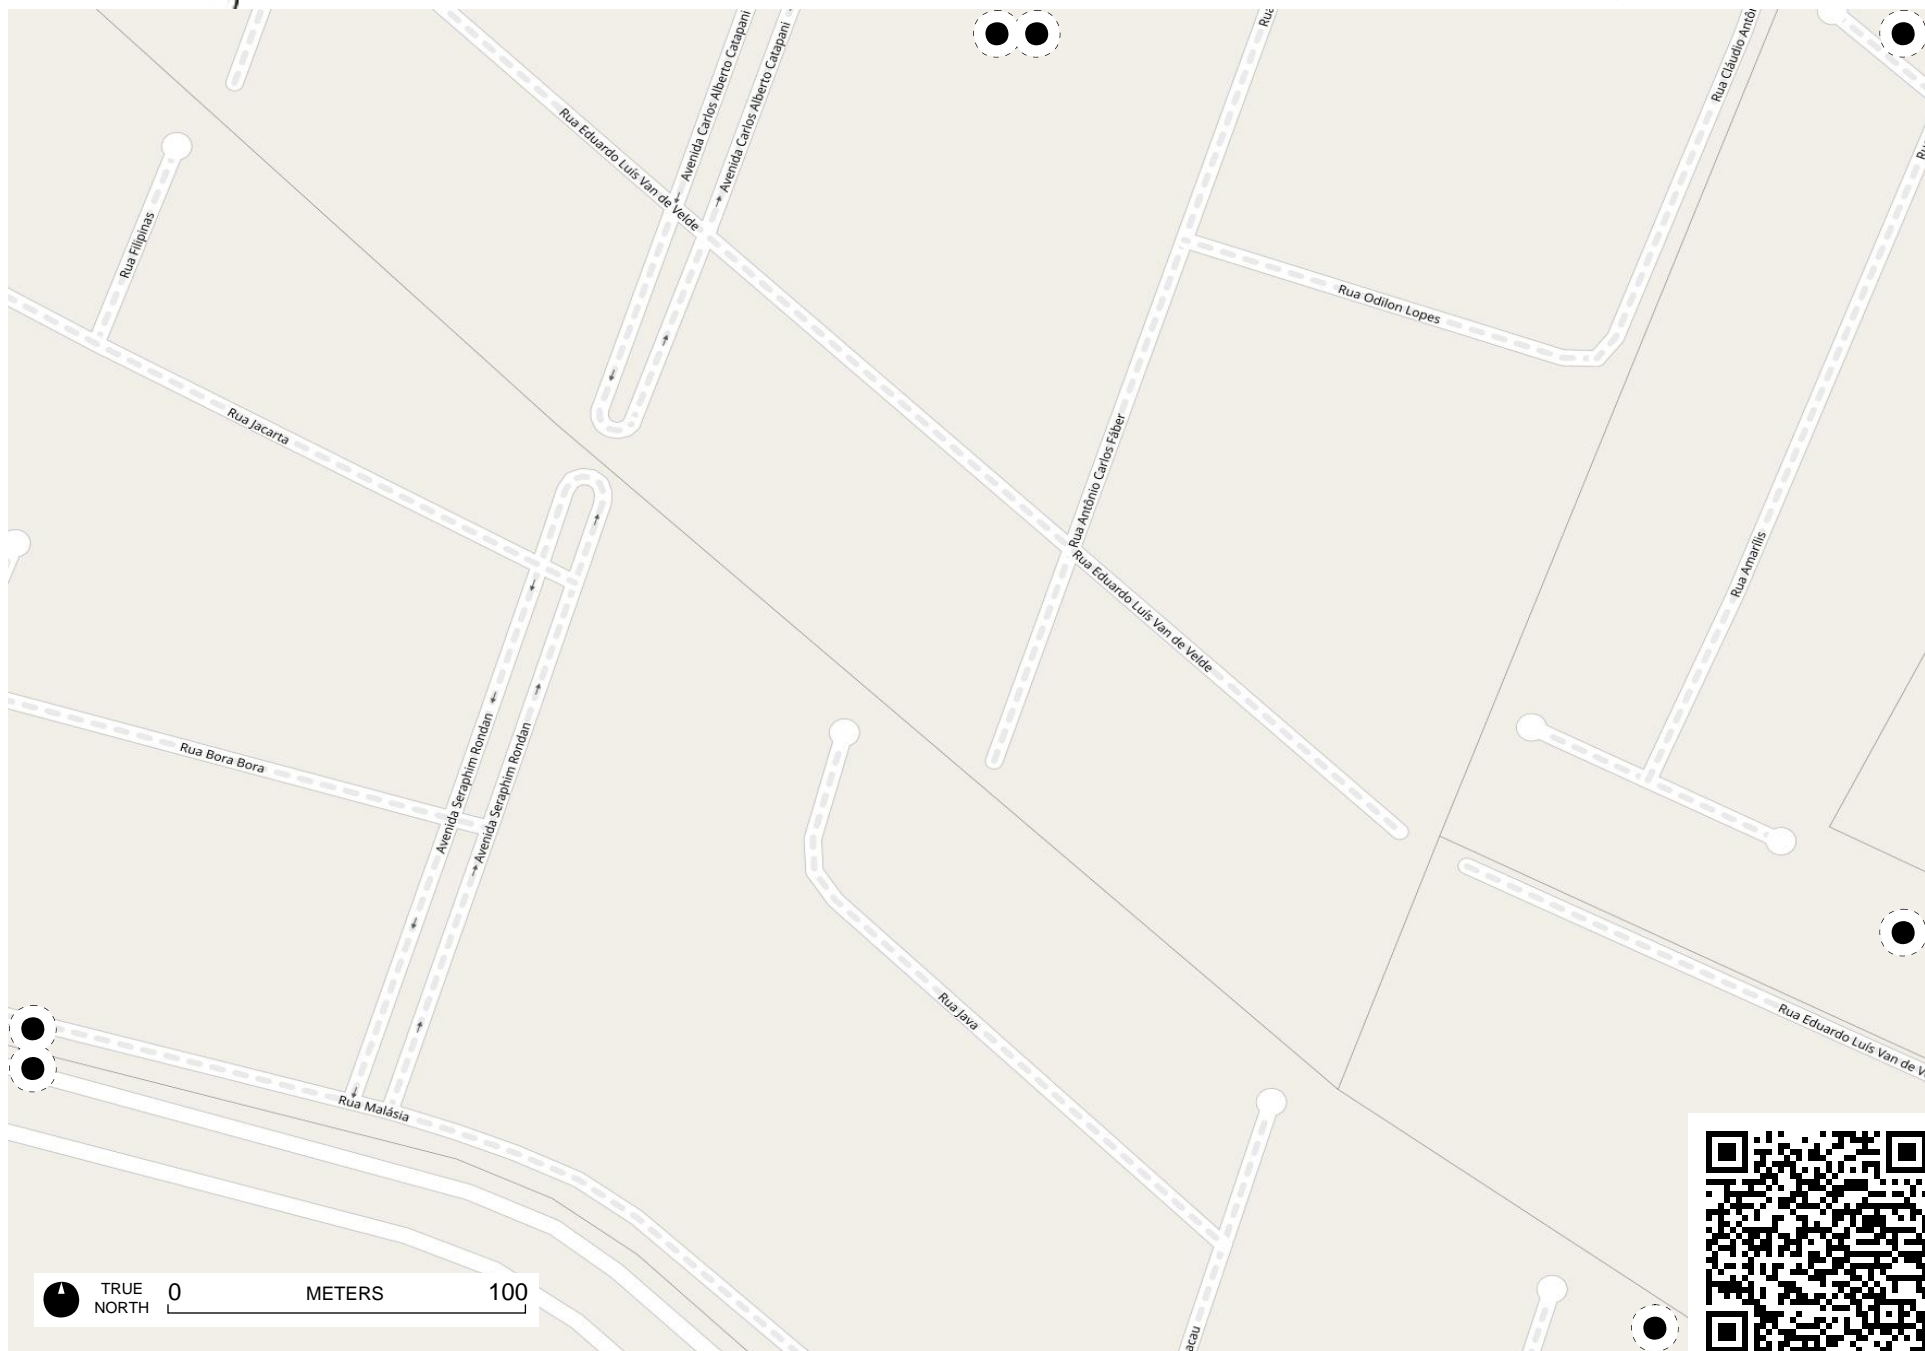 Avenida Carlos Alberto Catapani
Avenida Carlos Alberto Catapani
Rua
Rua Cláudio Antôn
Rua Eduardo Luís Van de Velde
Rua Filipinas
Rua Odilon Lopes
Rua Jacarta
Rua Antônio Carlos Fáber
Rua Amarílis
Rua Eduardo Luís Van de Velde
Rua Bora Bora
Avenida Seraphim Rondan
Avenida Seraphim Rondan
Rua Java
Rua Eduardo Luís Van de V
Rua Malásia
acau
TRUE
NORTH
0 METERS 100